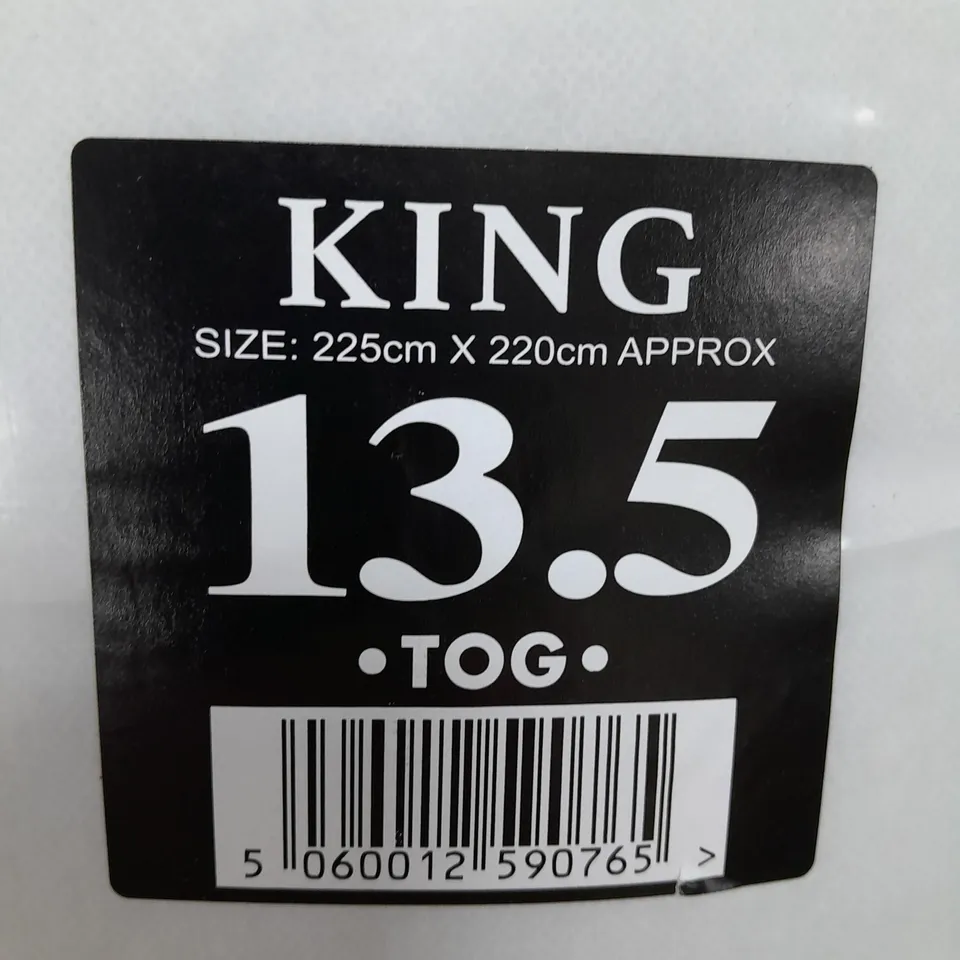 KING
SIZE: 225cm X 220cm APPROX
13.5
•TOG•
5 060012 590765 >